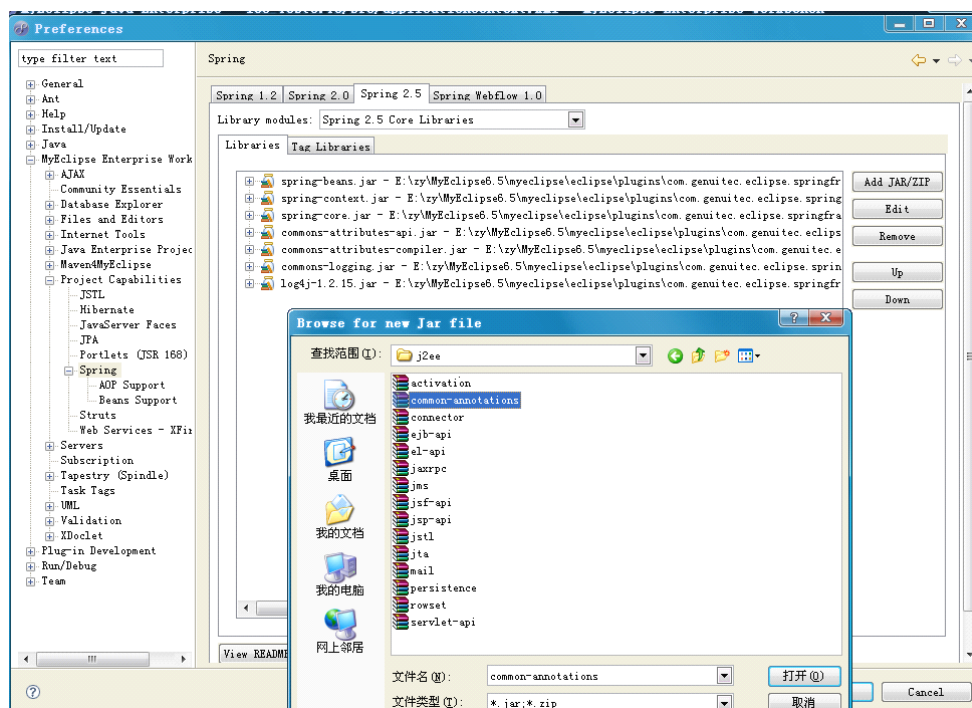 Preferences
type filter text
Spring
General
Ant
Help
Install/Update
Java
MyEclipse Enterprise Work
AJAX
Community Essentials
Database Explorer
Files and Editors
Internet Tools
Java Enterprise Projec
Maven4MyEclipse
Project Capabilities
JSTL
Hibernate
JavaServer Faces
JPA
Portlets (JSR 168)
Spring
AOP Support
Beans Support
Struts
Web Services - XFi
Servers
Subscription
Tapestry (Spindle)
Task Tags
UML
Validation
XDoclet
Plug-in Development
Run/Debug
Team
Spring 1.2 Spring 2.0 Spring 2.5 Spring Webflow 1.0
Library modules: Spring 2.5 Core Libraries
Libraries Tag Libraries
spring-beans.jar - E:\zy\MyEclipse6.5\myeclipse\eclipse\plugins\com.genuitec.eclipse.springfr
spring-context.jar - E:\zy\MyEclipse6.5\myeclipse\eclipse\plugins\com.genuitec.eclipse.spring
spring-core.jar - E:\zy\MyEclipse6.5\myeclipse\eclipse\plugins\com.genuitec.eclipse.springfra
commons-attributes-api.jar - E:\zy\MyEclipse6.5\myeclipse\eclipse\plugins\com.genuitec.eclips
commons-attributes-compiler.jar - E:\zy\MyEclipse6.5\myeclipse\eclipse\plugins\com.genuitec.e
commons-logging.jar - E:\zy\MyEclipse6.5\myeclipse\eclipse\plugins\com.genuitec.eclipse.sprin
log4j-1.2.15.jar - E:\zy\MyEclipse6.5\myeclipse\eclipse\plugins\com.genuitec.eclipse.springfr
Add JAR/ZIP
Edit
Remove
Up
Down
Browse for new Jar file
查找范围(I): j2ee
我最近的文档
桌面
我的文档
我的电脑
网上邻居
activation
common-annotations
connector
ejb-api
el-api
jaxrpc
jms
jsf-api
jsp-api
jstl
jta
mail
persistence
rowset
servlet-api
文件名(N): common-annotations 打开(O)
文件类型(T): *.jar;*.zip 取消
View README
Cancel